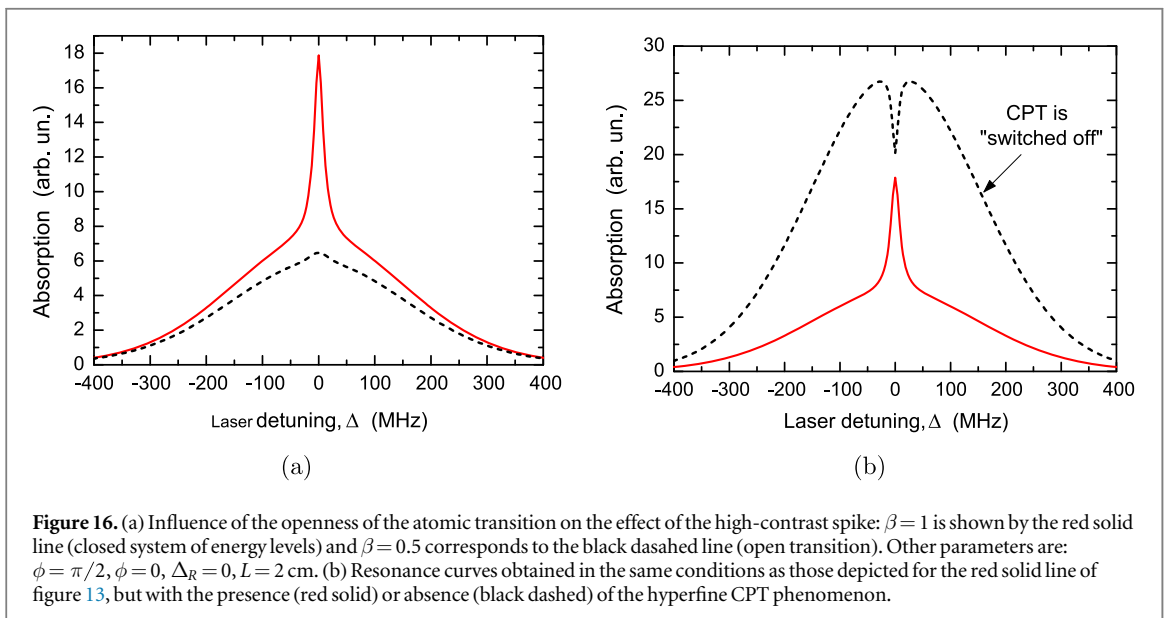 18
16
14
12
10
8
6
4
2
0
Absorption (arb. un.)
-400 -300 -200 -100 0 100 200 300 400
Laser detuning, Δ (MHz)
(a)
30
25
20
15
10
5
0
Absorption (arb. un.)
CPT is
"switched off"
-400 -300 -200 -100 0 100 200 300 400
Laser detuning, Δ (MHz)
(b)
Figure 16. (a) Influence of the openness of the atomic transition on the effect of the high-contrast spike: β = 1 is shown by the red solid
line (closed system of energy levels) and β = 0.5 corresponds to the black dasahed line (open transition). Other parameters are:
ϕ = π/2, ϕ = 0, Δ_R = 0, L = 2 cm. (b) Resonance curves obtained in the same conditions as those depicted for the red solid line of
figure 13, but with the presence (red solid) or absence (black dashed) of the hyperfine CPT phenomenon.